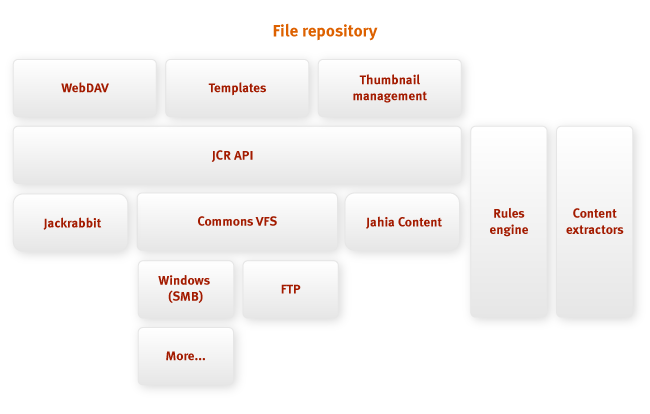 File repository
WebDAV
Templates
Thumbnail
management
JCR API
Jackrabbit
Commons VFS
Jahia Content
Rules
engine
Content
extractors
Windows
(SMB)
FTP
More...